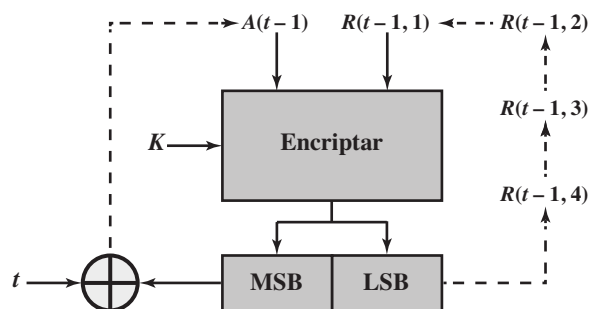 A(t – 1) R(t – 1, 1) R(t – 1, 2)
R(t – 1, 3)
K Encriptar
R(t – 1, 4)
t MSB LSB